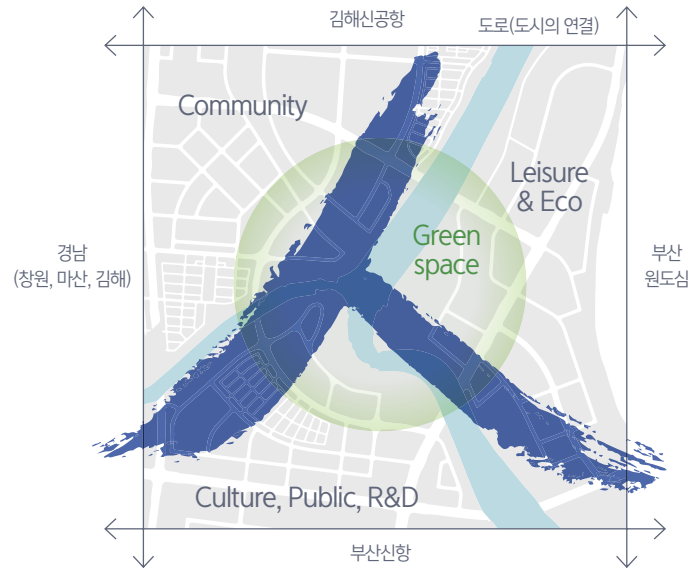 김해신공항
도로(도시의 연결)
Community
Leisure
& Eco
Green
space
경남
(창원, 마산, 김해)
부산
원도심
Culture, Public, R&D
부산신항